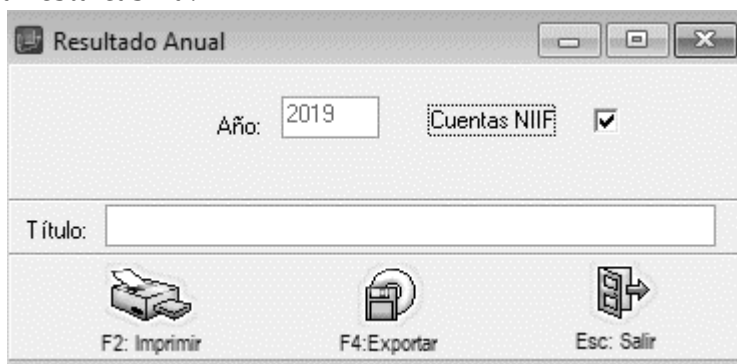 Resultado Anual
Año: 2019 Cuentas NIIF
Título:
F2: Imprimir F4:Exportar Esc: Salir